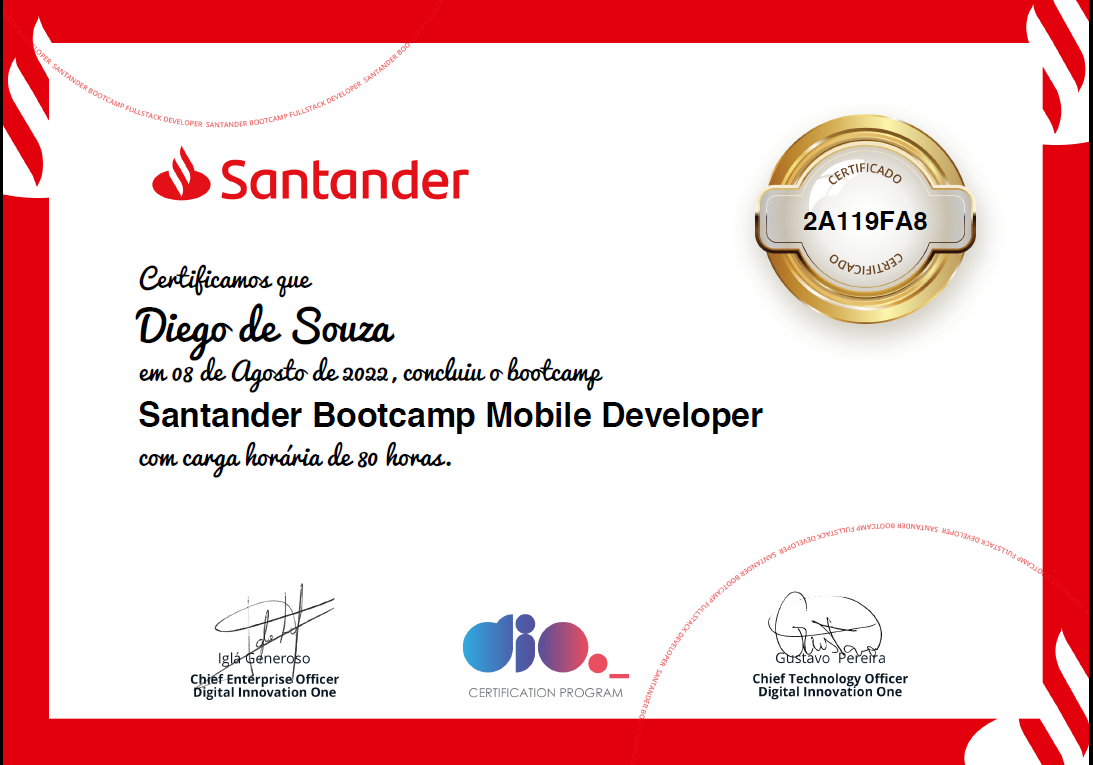 DEVELOPER SANTANDER BOOTCAMP FULLSTACK DEVELOPER SANTANDER BOOTCAMP FULLSTACK DEVELOPER SANTANDER BOOTCAMP
Santander
CERTIFICADO
2A119FA8
CERTIFICADO
Certificamos que
Diego de Souza
em 08 de Agosto de 2022, concluiu o bootcamp
Santander Bootcamp Mobile Developer
com carga horária de 80 horas.
SANTANDER BOOTCAMP FULLSTACK DEVELOPER SANTANDER BOOTCAMP FULLSTACK DEVELOPER SANTANDER BOOTCAMP FULLSTACK DEVELOPER
Iglá Generoso
Chief Enterprise Officer
Digital Innovation One
dio._
CERTIFICATION PROGRAM
Gustavo Pereira
Chief Technology Officer
Digital Innovation One